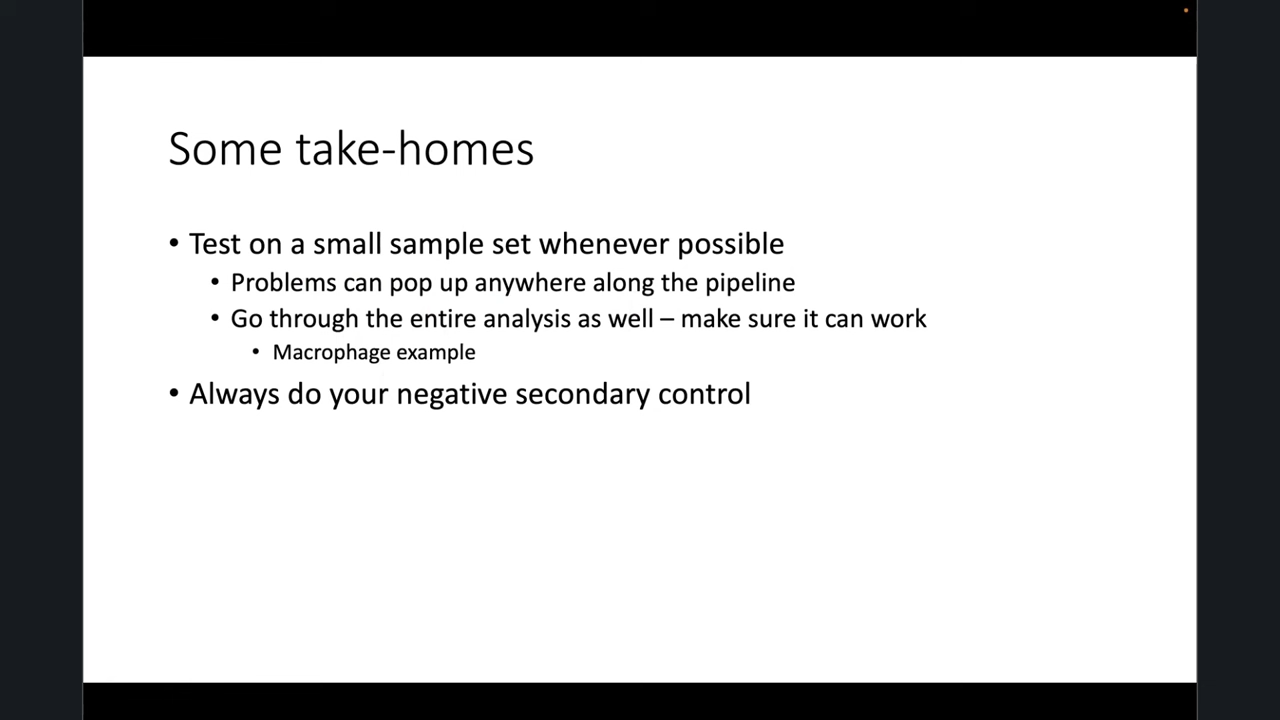 Some take-homes
• Test on a small sample set whenever possible
• Problems can pop up anywhere along the pipeline
• Go through the entire analysis as well – make sure it can work
• Macrophage example
• Always do your negative secondary control